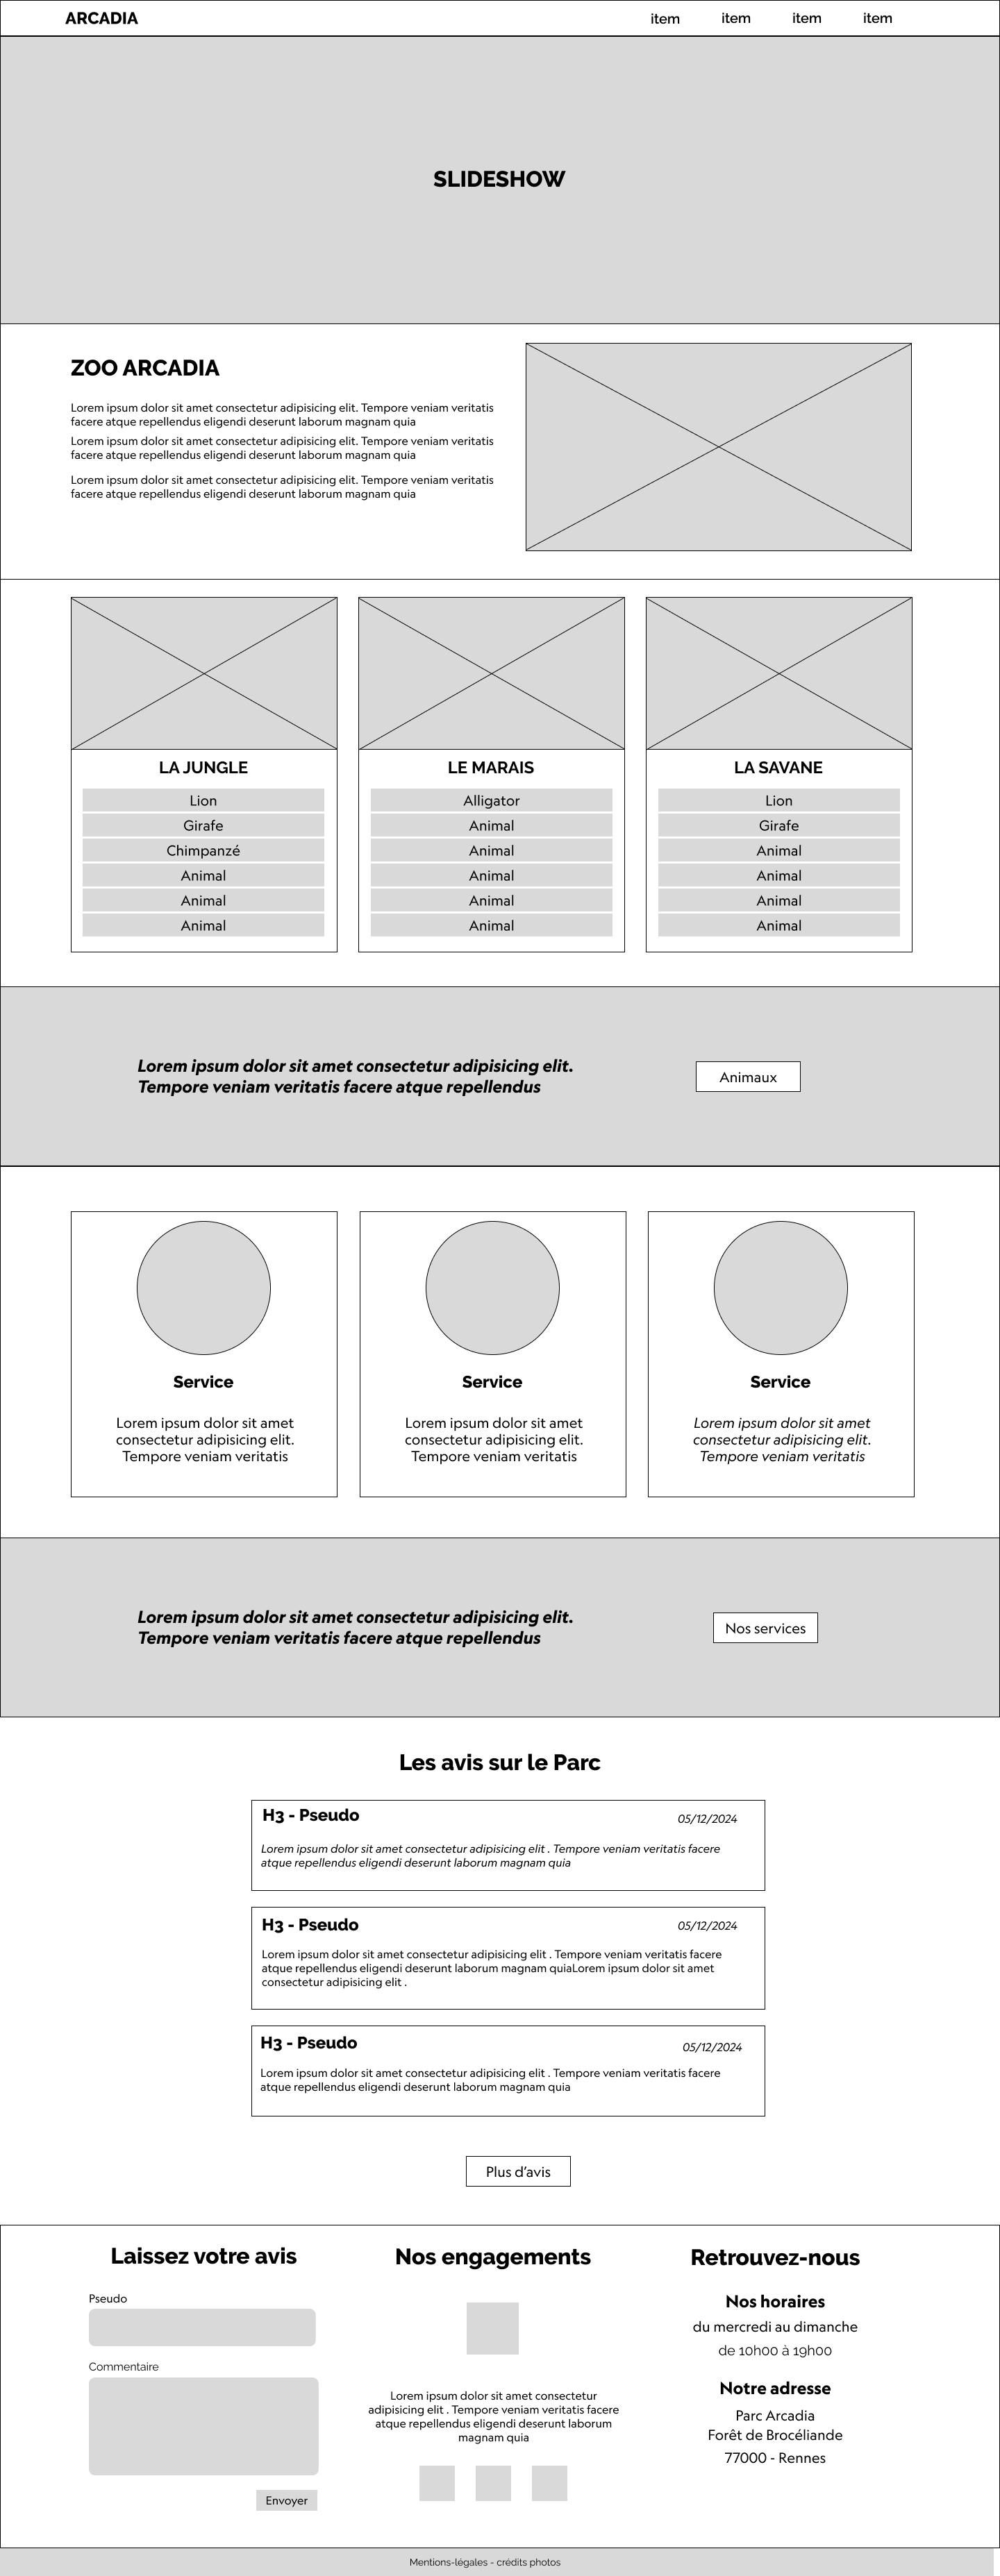 ARCADIA
item item item item
SLIDESHOW
ZOO ARCADIA
Lorem ipsum dolor sit amet consectetur adipisicing elit. Tempore veniam veritatis
facere atque repellendus eligendi deserunt laborum magnam quia
Lorem ipsum dolor sit amet consectetur adipisicing elit. Tempore veniam veritatis
facere atque repellendus eligendi deserunt laborum magnam quia
Lorem ipsum dolor sit amet consectetur adipisicing elit. Tempore veniam veritatis
facere atque repellendus eligendi deserunt laborum magnam quia
LA JUNGLE
Lion
Girafe
Chimpanzé
Animal
Animal
Animal
LE MARAIS
Alligator
Animal
Animal
Animal
Animal
Animal
LA SAVANE
Lion
Girafe
Animal
Animal
Animal
Animal
Lorem ipsum dolor sit amet consectetur adipisicing elit.
Tempore veniam veritatis facere atque repellendus
Animaux
Service
Lorem ipsum dolor sit amet
consectetur adipisicing elit.
Tempore veniam veritatis
Service
Lorem ipsum dolor sit amet
consectetur adipisicing elit.
Tempore veniam veritatis
Service
Lorem ipsum dolor sit amet
consectetur adipisicing elit.
Tempore veniam veritatis
Lorem ipsum dolor sit amet consectetur adipisicing elit.
Tempore veniam veritatis facere atque repellendus
Nos services
Les avis sur le Parc
H3 - Pseudo
05/12/2024
Lorem ipsum dolor sit amet consectetur adipisicing elit . Tempore veniam veritatis facere
atque repellendus eligendi deserunt laborum magnam quia
H3 - Pseudo
05/12/2024
Lorem ipsum dolor sit amet consectetur adipisicing elit . Tempore veniam veritatis facere
atque repellendus eligendi deserunt laborum magnam quiaLorem ipsum dolor sit amet
consectetur adipisicing elit .
H3 - Pseudo
05/12/2024
Lorem ipsum dolor sit amet consectetur adipisicing elit . Tempore veniam veritatis facere
atque repellendus eligendi deserunt laborum magnam quia
Plus d’avis
Laissez votre avis
Pseudo
Commentaire
Envoyer
Nos engagements
Lorem ipsum dolor sit amet consectetur
adipisicing elit . Tempore veniam veritatis facere
atque repellendus eligendi deserunt laborum
magnam quia
Retrouvez-nous
Nos horaires
du mercredi au dimanche
de 10h00 à 19h00
Notre adresse
Parc Arcadia
Forêt de Brocéliande
77000 - Rennes
Mentions-légales - crédits photos